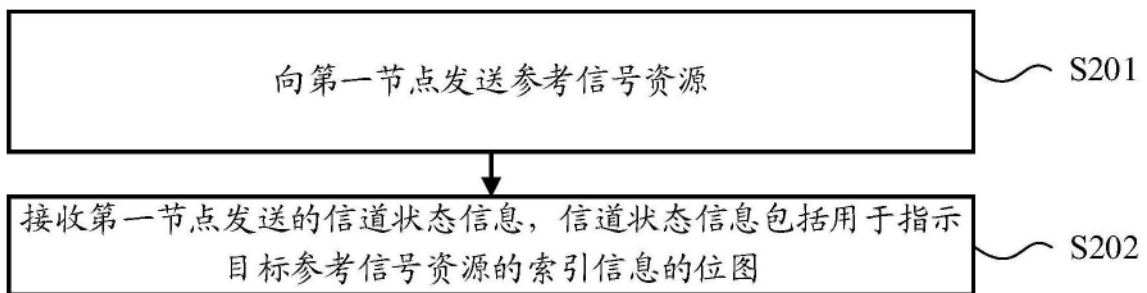 向第一节点发送参考信号资源
S201
接收第一节点发送的信道状态信息，信道状态信息包括用于指示
目标参考信号资源的索引信息的位图
S202